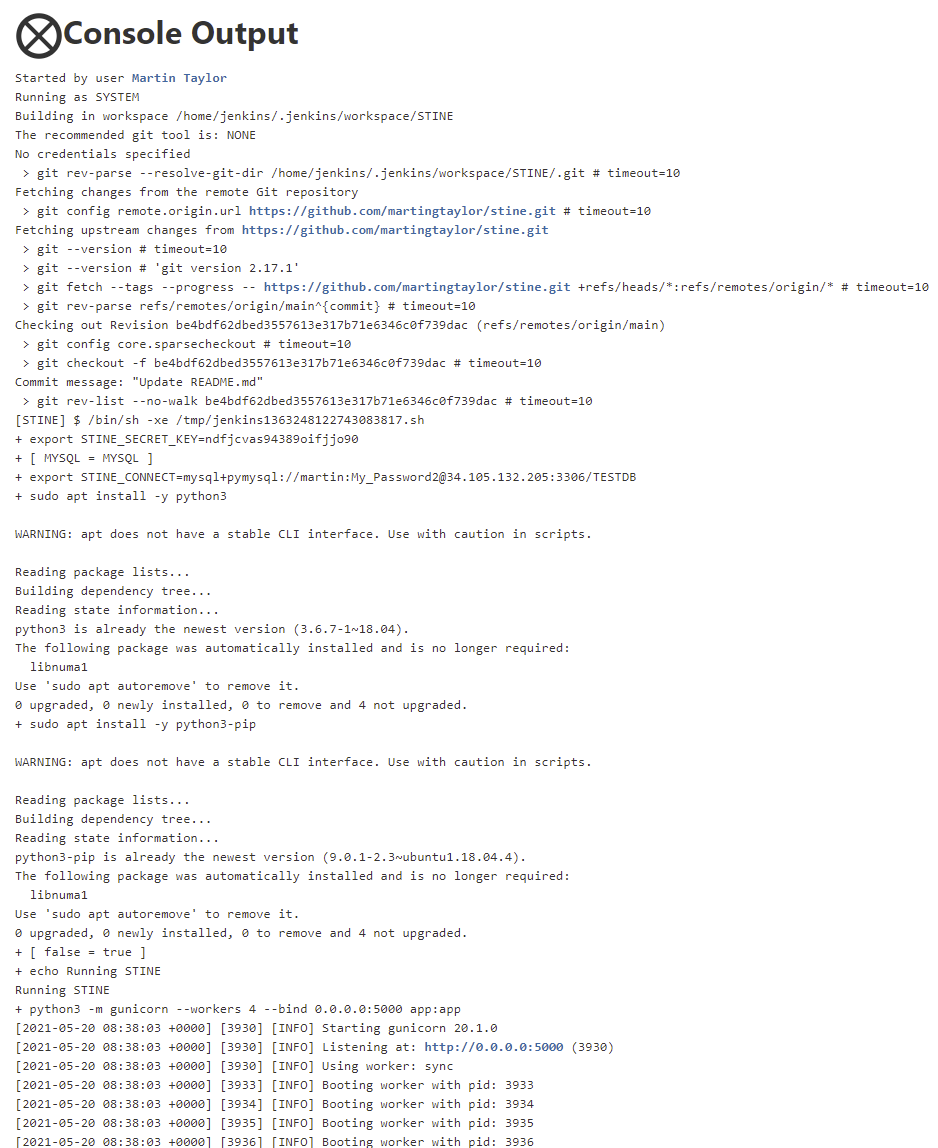 Console Output
Started by user Martin Taylor
Running as SYSTEM
Building in workspace /home/jenkins/.jenkins/workspace/STINE
The recommended git tool is: NONE
No credentials specified
 > git rev-parse --resolve-git-dir /home/jenkins/.jenkins/workspace/STINE/.git # timeout=10
Fetching changes from the remote Git repository
 > git config remote.origin.url https://github.com/martingtaylor/stine.git # timeout=10
Fetching upstream changes from https://github.com/martingtaylor/stine.git
 > git --version # timeout=10
 > git --version # 'git version 2.17.1'
 > git fetch --tags --progress -- https://github.com/martingtaylor/stine.git +refs/heads/*:refs/remotes/origin/* # timeout=10
 > git rev-parse refs/remotes/origin/main^{commit} # timeout=10
Checking out Revision be4bdf62dbed3557613e317b71e6346c0f739dac (refs/remotes/origin/main)
 > git config core.sparsecheckout # timeout=10
 > git checkout -f be4bdf62dbed3557613e317b71e6346c0f739dac # timeout=10
Commit message: "Update README.md"
 > git rev-list --no-walk be4bdf62dbed3557613e317b71e6346c0f739dac # timeout=10
[STINE] $ /bin/sh -xe /tmp/jenkins1363248122743083817.sh
+ export STINE_SECRET_KEY=ndfjcvas94389oifjjo90
+ [ MYSQL = MYSQL ]
+ export STINE_CONNECT=mysql+pymysql://martin:My_Password2@34.105.132.205:3306/TESTDB
+ sudo apt install -y python3
WARNING: apt does not have a stable CLI interface. Use with caution in scripts.
Reading package lists...
Building dependency tree...
Reading state information...
python3 is already the newest version (3.6.7-1~18.04).
The following package was automatically installed and is no longer required:
  libnuma1
Use 'sudo apt autoremove' to remove it.
0 upgraded, 0 newly installed, 0 to remove and 4 not upgraded.
+ sudo apt install -y python3-pip
WARNING: apt does not have a stable CLI interface. Use with caution in scripts.
Reading package lists...
Building dependency tree...
Reading state information...
python3-pip is already the newest version (9.0.1-2.3~ubuntu1.18.04.4).
The following package was automatically installed and is no longer required:
  libnuma1
Use 'sudo apt autoremove' to remove it.
0 upgraded, 0 newly installed, 0 to remove and 4 not upgraded.
+ [ false = true ]
+ echo Running STINE
Running STINE
+ python3 -m gunicorn --workers 4 --bind 0.0.0.0:5000 app:app
[2021-05-20 08:38:03 +0000] [3930] [INFO] Starting gunicorn 20.1.0
[2021-05-20 08:38:03 +0000] [3930] [INFO] Listening at: http://0.0.0.0:5000 (3930)
[2021-05-20 08:38:03 +0000] [3930] [INFO] Using worker: sync
[2021-05-20 08:38:03 +0000] [3933] [INFO] Booting worker with pid: 3933
[2021-05-20 08:38:03 +0000] [3934] [INFO] Booting worker with pid: 3934
[2021-05-20 08:38:03 +0000] [3935] [INFO] Booting worker with pid: 3935
[2021-05-20 08:38:03 +0000] [3936] [INFO] Booting worker with pid: 3936